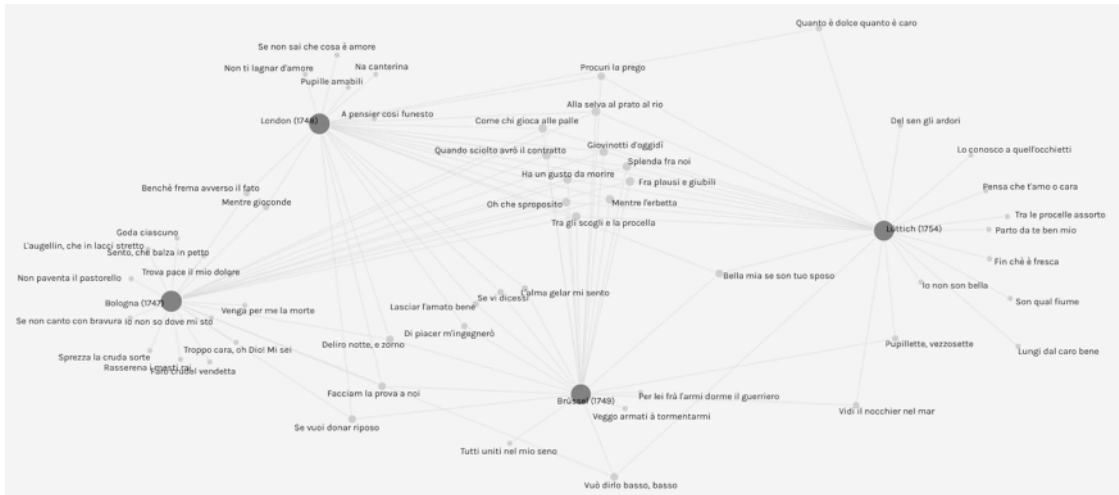 Quanto è dolce quanto è caro
Se non sai che cosa è amore
Non ti lagnar d'amore
Na canterina
Procuri la prego
Pupille amabili
Alla selva al prato al rio
A pensier cosi funesto
London (1748)
Come chi gioca alle palle
Del sen gli ardori
Giovinotti d'oggidì
Quando sciolto avrò il contratto
Lo conosco a quell'occhietti
Splenda fra noi
Ha un gusto da morire
Fra plausi e giubili
Benchè frema avverso il fato
Pensa che t'amo o cara
Mentre gioconde
Oh che sproposito
Mentre l'erbetta
Tra le procelle assorto
Tra gli scogli e la procella
Lüttich (1754)
Parto da te ben mio
Goda ciascuno
L'augellin, che in lacci stretto
Sento, che balza in petto
Fin chè è fresca
Trova pace il mio dolore
Non paventa il pastorello
Bella mia se son tuo sposo
Io non son bella
L'alma gelar mi sento
Se vi dicessi
Bologna (1747)
Lasciar l'amato bene
Son qual fiume
Venga per me la morte
Se non canto con bravura
Io non so dove mi sto
Di piacer m'ingegnerò
Deliro notte, e zorno
Pupillette, vezzosette
Troppo cara, oh Dio! Mi sei
Lungi dal caro bene
Sprezza la cruda sorte
Rasserena i mesti rai
Farò crudel vendetta
Facciam la prova a noi
Per lei frà l'armi dorme il guerriero
Brüssel (1749)
Vidi il nocchier nel mar
Veggo armati à tormentarmi
Se vuoi donar riposo
Tutti uniti nel mio seno
Vuò dirlo basso, basso